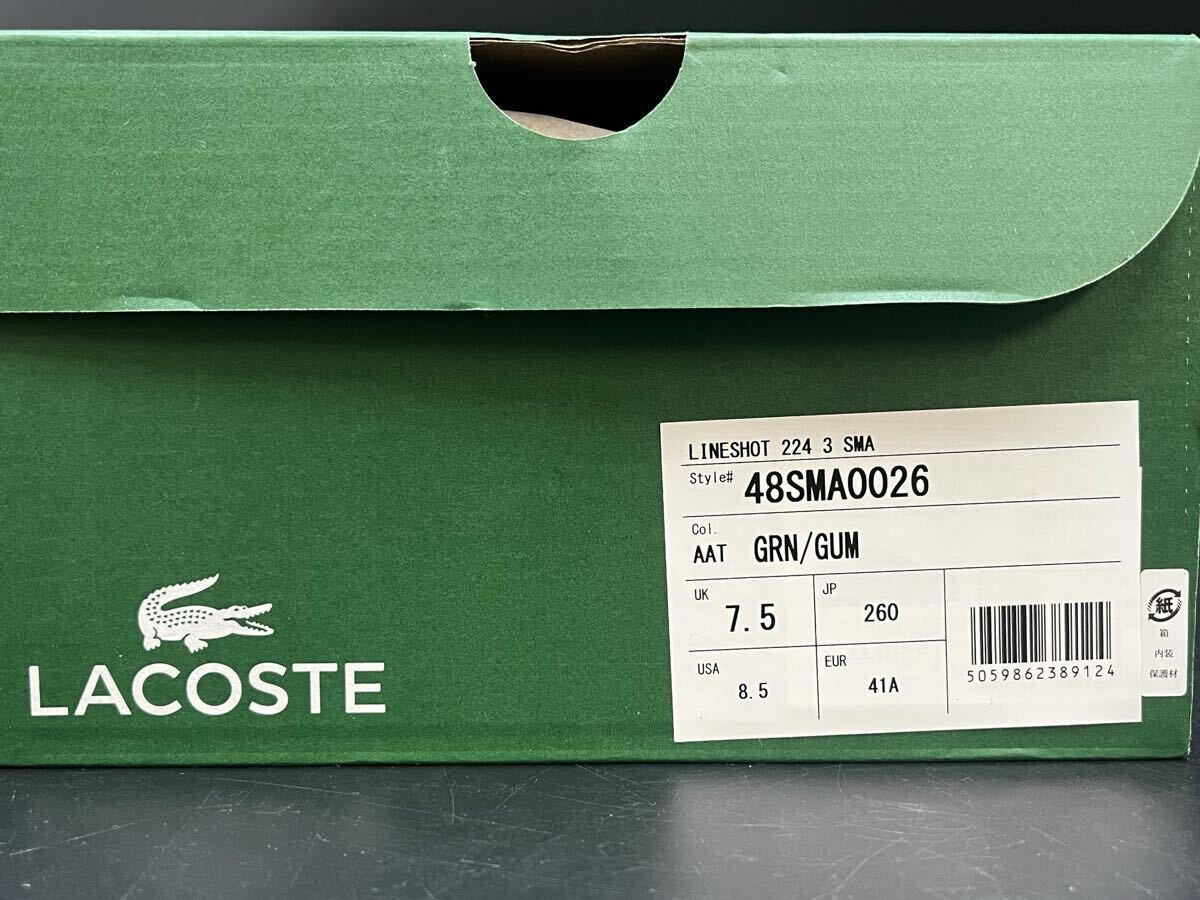 LACOSTE
LINESHOT 224 3 SMA
Style# 48SMA0026
Col.
AAT GRN/GUM
UK 7.5
JP 260
USA 8.5
EUR 41A
5059862389124
紙
箱
内装
保護材